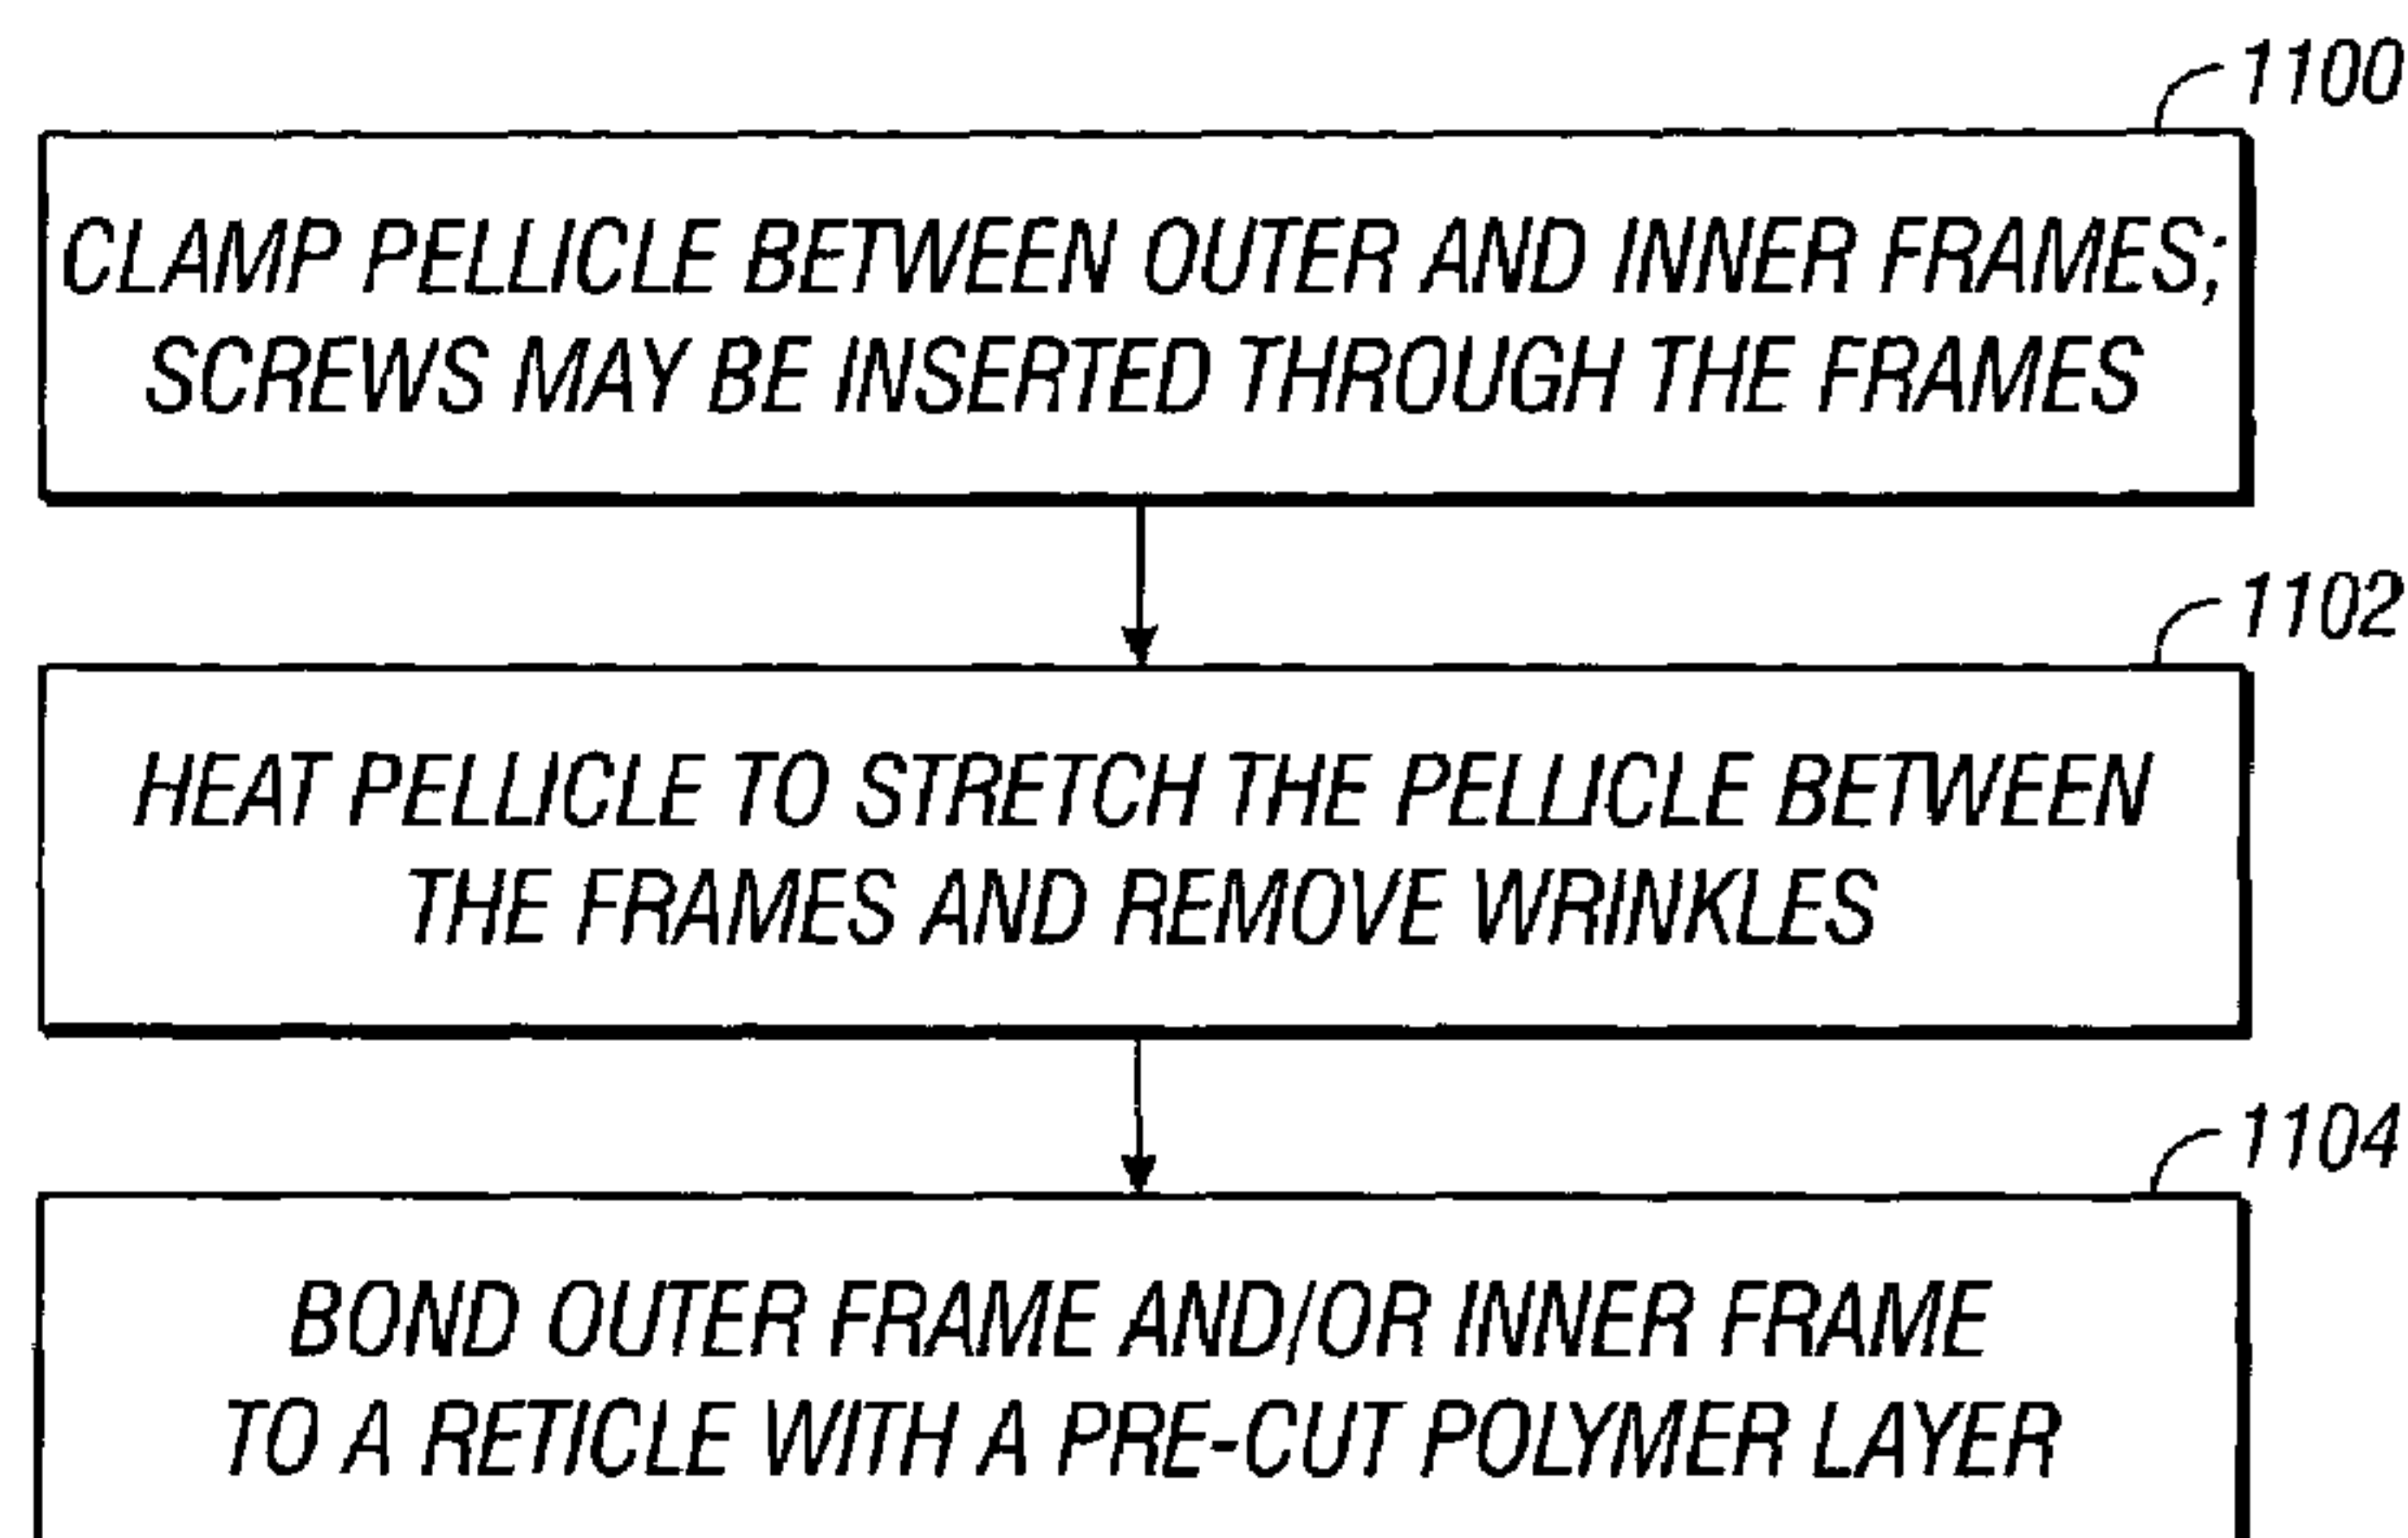 1100
CLAMP PELLICLE BETWEEN OUTER AND INNER FRAMES;
SCREWS MAY BE INSERTED THROUGH THE FRAMES
1102
HEAT PELLICLE TO STRETCH THE PELLICLE BETWEEN
THE FRAMES AND REMOVE WRINKLES
1104
BOND OUTER FRAME AND/OR INNER FRAME
TO A RETICLE WITH A PRE-CUT POLYMER LAYER